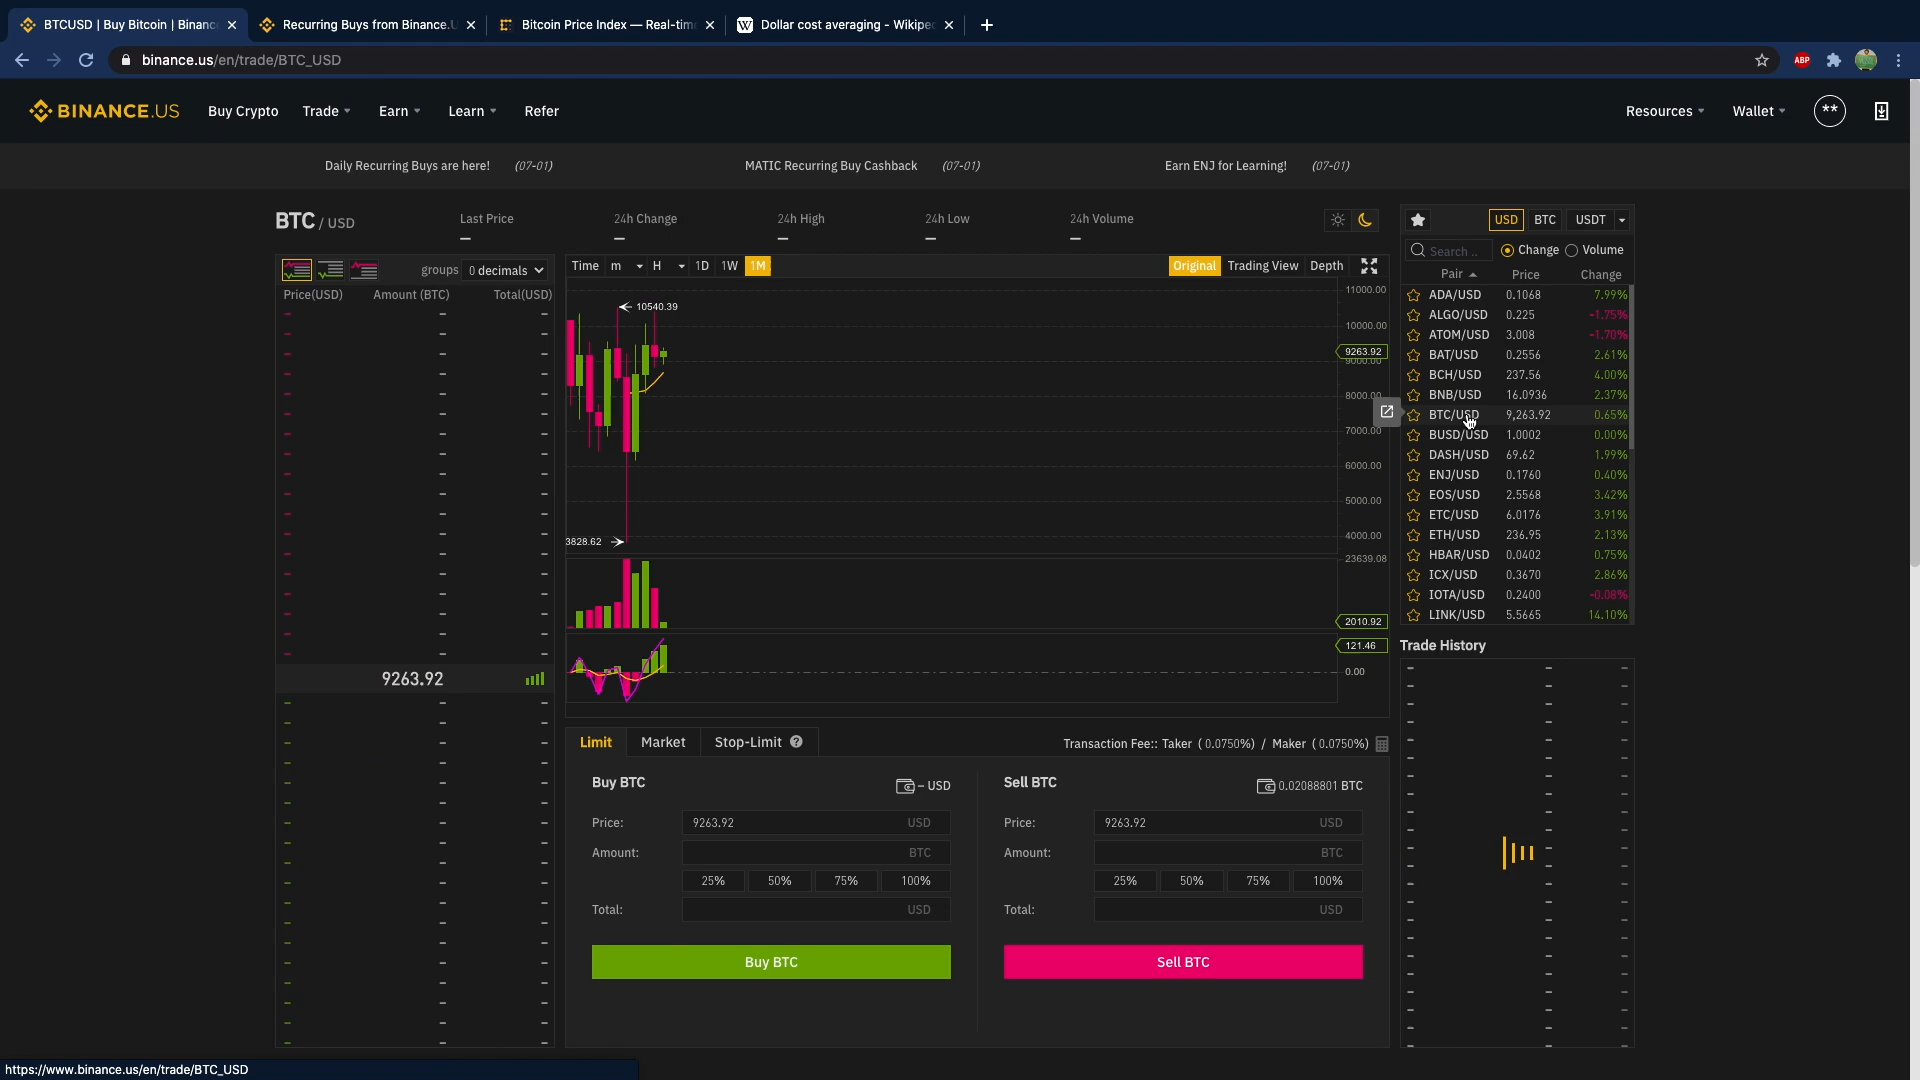 BTCUSD | Buy Bitcoin | Binanc
Recurring Buys from Binance.U
Bitcoin Price Index — Real-tim
Dollar cost averaging - Wikipe
binance.us/en/trade/BTC_USD
ABP
BINANCE.US
Buy Crypto
Trade
Earn
Learn
Refer
Resources
Wallet
**
Daily Recurring Buys are here! (07-01)
MATIC Recurring Buy Cashback (07-01)
Earn ENJ for Learning! (07-01)
BTC / USD
Last Price
–
24h Change
–
24h High
–
24h Low
–
24h Volume
–
groups 0 decimals
Price(USD) Amount (BTC) Total(USD)
9263.92
Time m H 1D 1W 1M
Original Trading View Depth
10540.39
3828.62
11000.00
10000.00
9263.92
9000.00
8000.00
7000.00
6000.00
5000.00
4000.00
23639.08
2010.92
121.46
0.00
Limit
Market
Stop-Limit ?
Transaction Fee:: Taker ( 0.0750%) / Maker ( 0.0750%)
Buy BTC
– USD
Price: 9263.92 USD
Amount: BTC
25% 50% 75% 100%
Total: USD
Buy BTC
Sell BTC
0.02088801 BTC
Price: 9263.92 USD
Amount: BTC
25% 50% 75% 100%
Total: USD
Sell BTC
USD BTC USDT
Search .. Change Volume
Pair Price Change
ADA/USD 0.1068 7.99%
ALGO/USD 0.225 -1.75%
ATOM/USD 3.008 -1.70%
BAT/USD 0.2556 2.61%
BCH/USD 237.56 4.00%
BNB/USD 16.0936 2.37%
BTC/USD 9,263.92 0.65%
BUSD/USD 1.0002 0.00%
DASH/USD 69.62 1.99%
ENJ/USD 0.1760 0.40%
EOS/USD 2.5568 3.42%
ETC/USD 6.0176 3.91%
ETH/USD 236.95 2.13%
HBAR/USD 0.0402 0.75%
ICX/USD 0.3670 2.86%
IOTA/USD 0.2400 -0.08%
LINK/USD 5.5665 14.10%
Trade History
https://www.binance.us/en/trade/BTC_USD